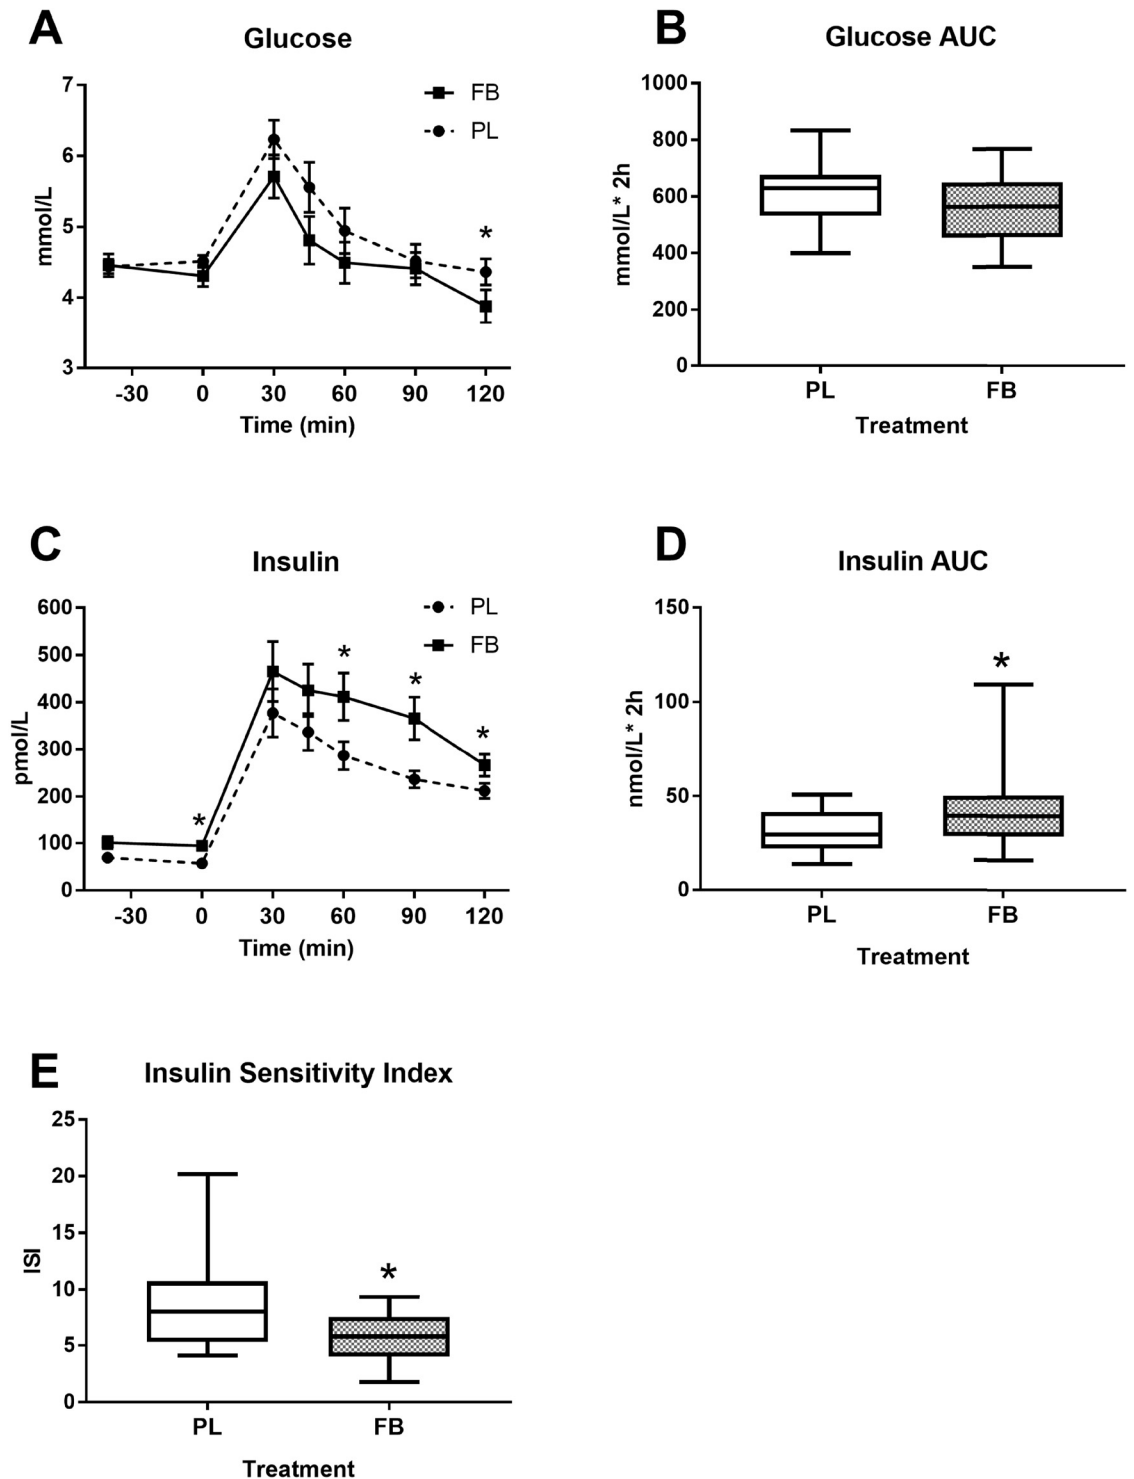 A
Glucose
FB
PL
7
6
5
4
3
mmol/L
*
-30 0 30 60 90 120
Time (min)
B
Glucose AUC
1000
800
600
400
200
0
mmol/L* 2h
PL FB
Treatment
C
Insulin
PL
FB
600
500
400
300
200
100
0
pmol/L
* * * *
-30 0 30 60 90 120
Time (min)
D
Insulin AUC
150
100
50
0
nmol/L* 2h
*
PL FB
Treatment
E
Insulin Sensitivity Index
25
20
15
10
5
0
ISI
*
PL FB
Treatment